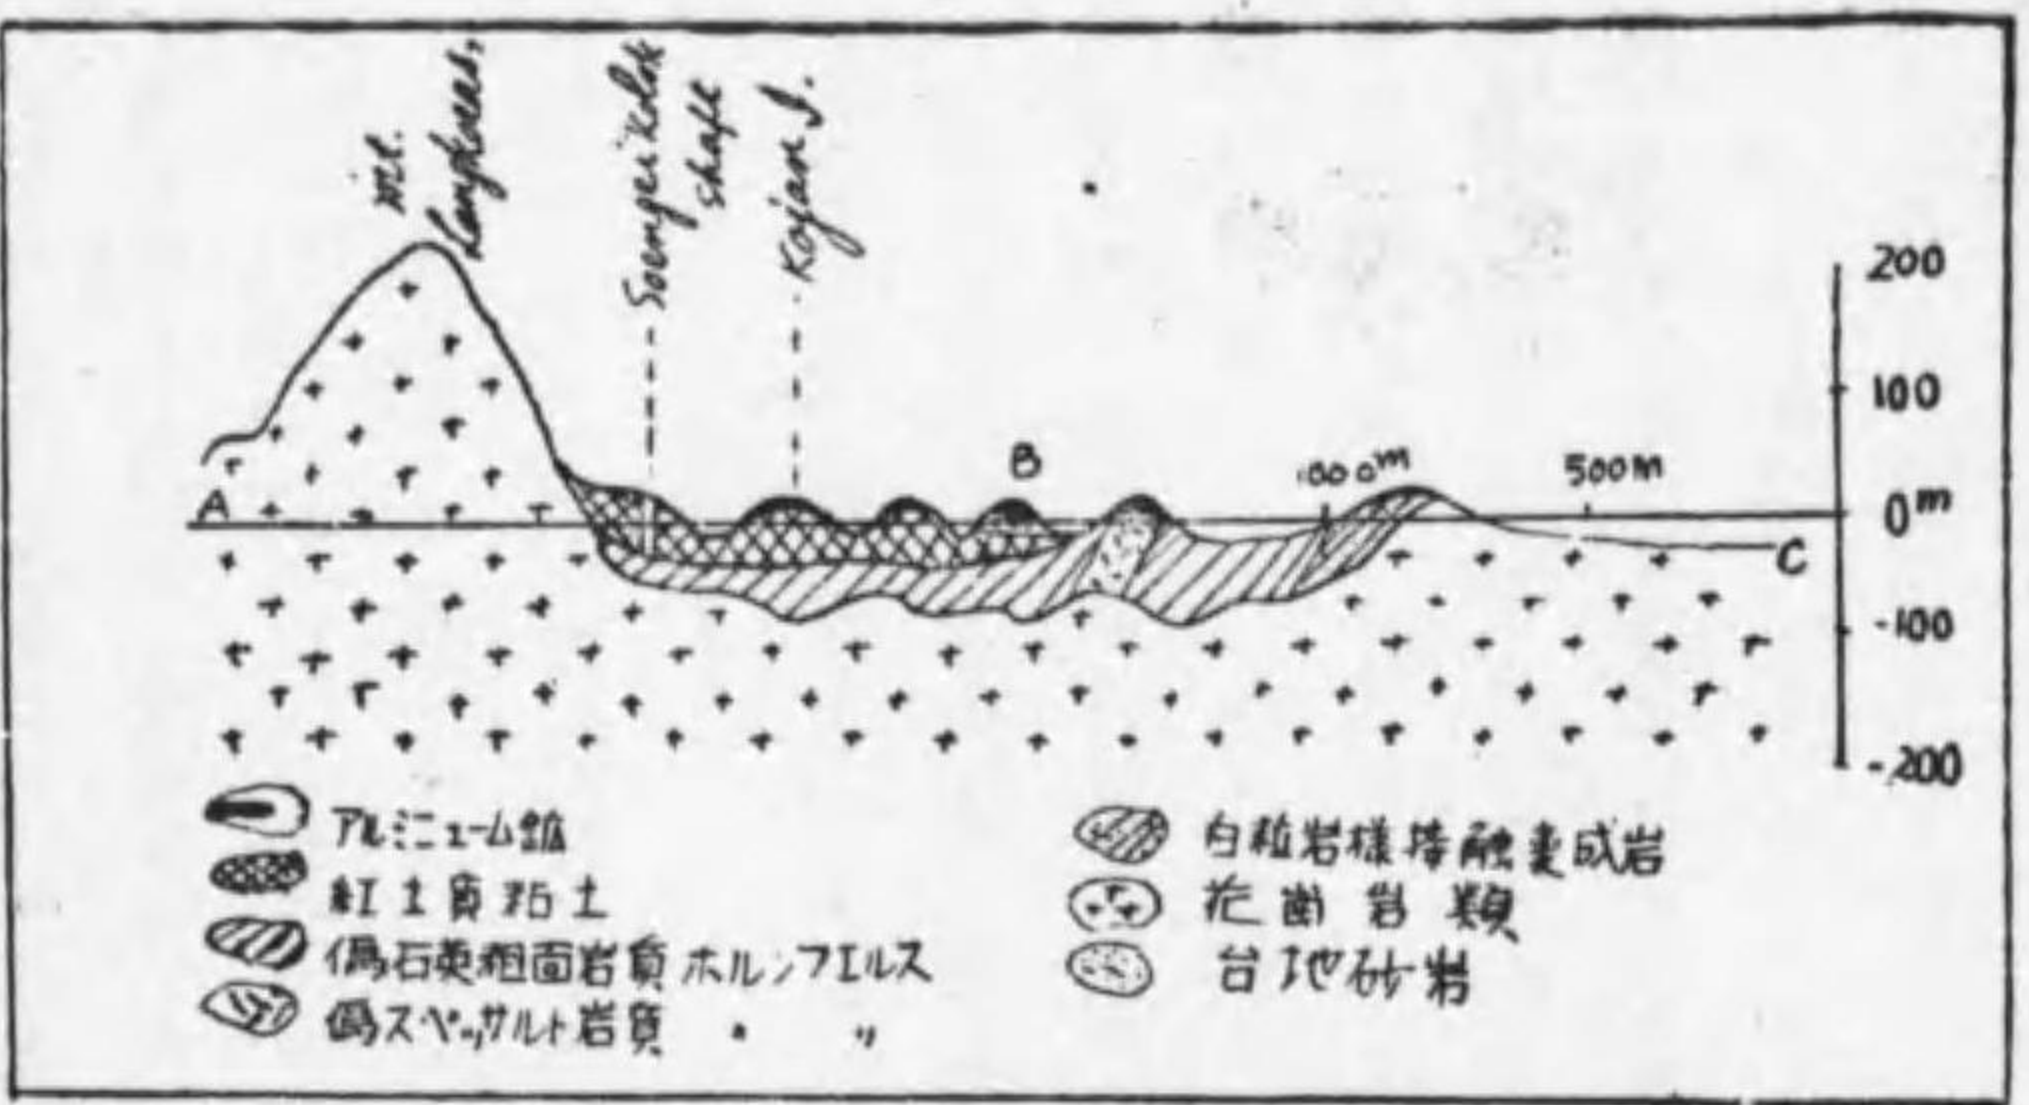 mt.
Langkoeas,
Soengeikolak
shaft
Kojan I.
200
100
0m
-100
-200
A
B
C
1000m
500m
アルミニューム鉱
紅土質粘土
偽石英粗面岩質ホルンフエルス
偽スペッサルト岩質 〃 〃
白粒岩様接触変成岩
花崗岩類
台地砂岩